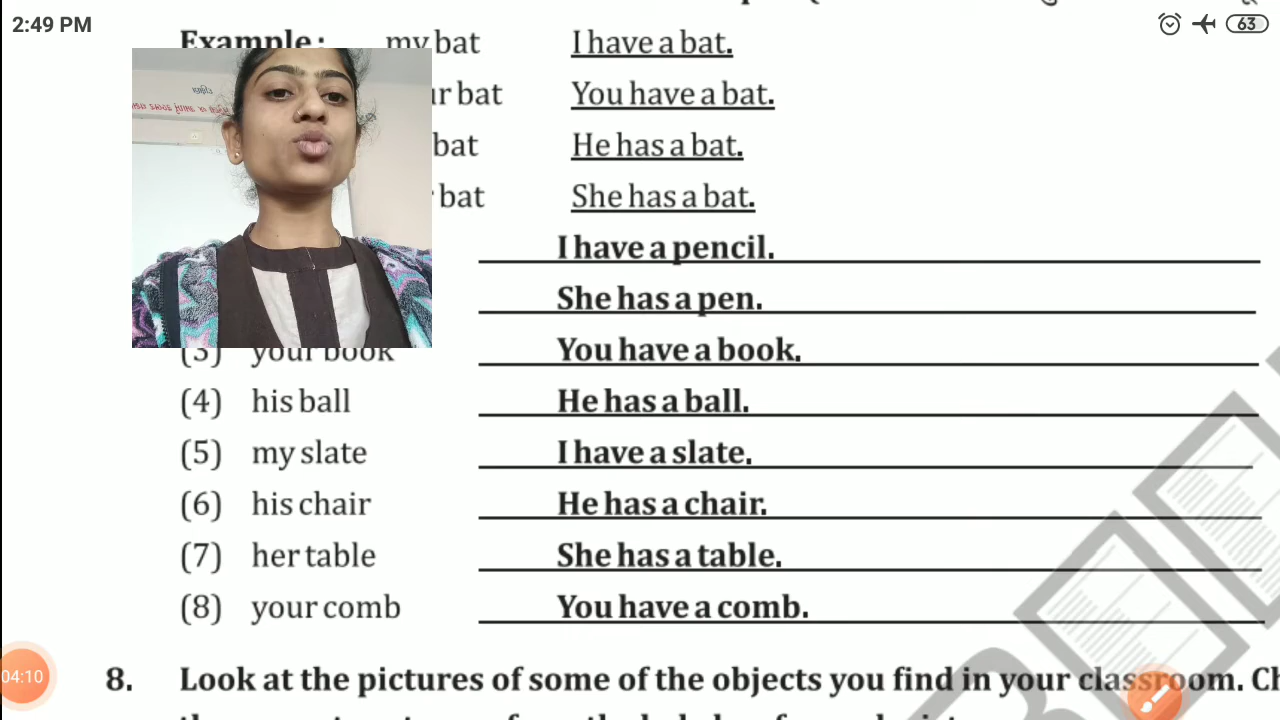 2:49 PM
63
Example : my bat I have a bat.
bat You have a bat.
bat He has a bat.
bat She has a bat.
I have a pencil.
She has a pen.
(3) your book You have a book.
(4) his ball He has a ball.
(5) my slate I have a slate.
(6) his chair He has a chair.
(7) her table She has a table.
(8) your comb You have a comb.
04:10
8. Look at the pictures of some of the objects you find in your classroom.